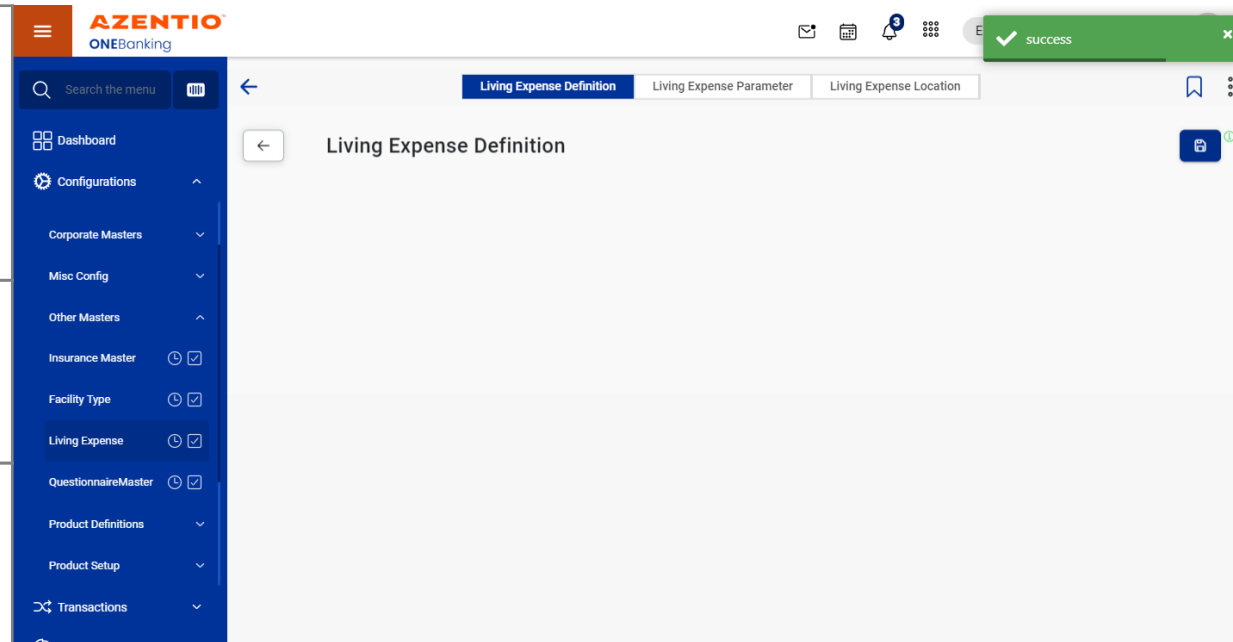 AZENTIO
ONEBanking
3
E
success
Search the menu
Living Expense Definition
Living Expense Parameter
Living Expense Location
Dashboard
Living Expense Definition
Configurations
Corporate Masters
Misc Config
Other Masters
Insurance Master
Facility Type
Living Expense
QuestionnaireMaster
Product Definitions
Product Setup
Transactions